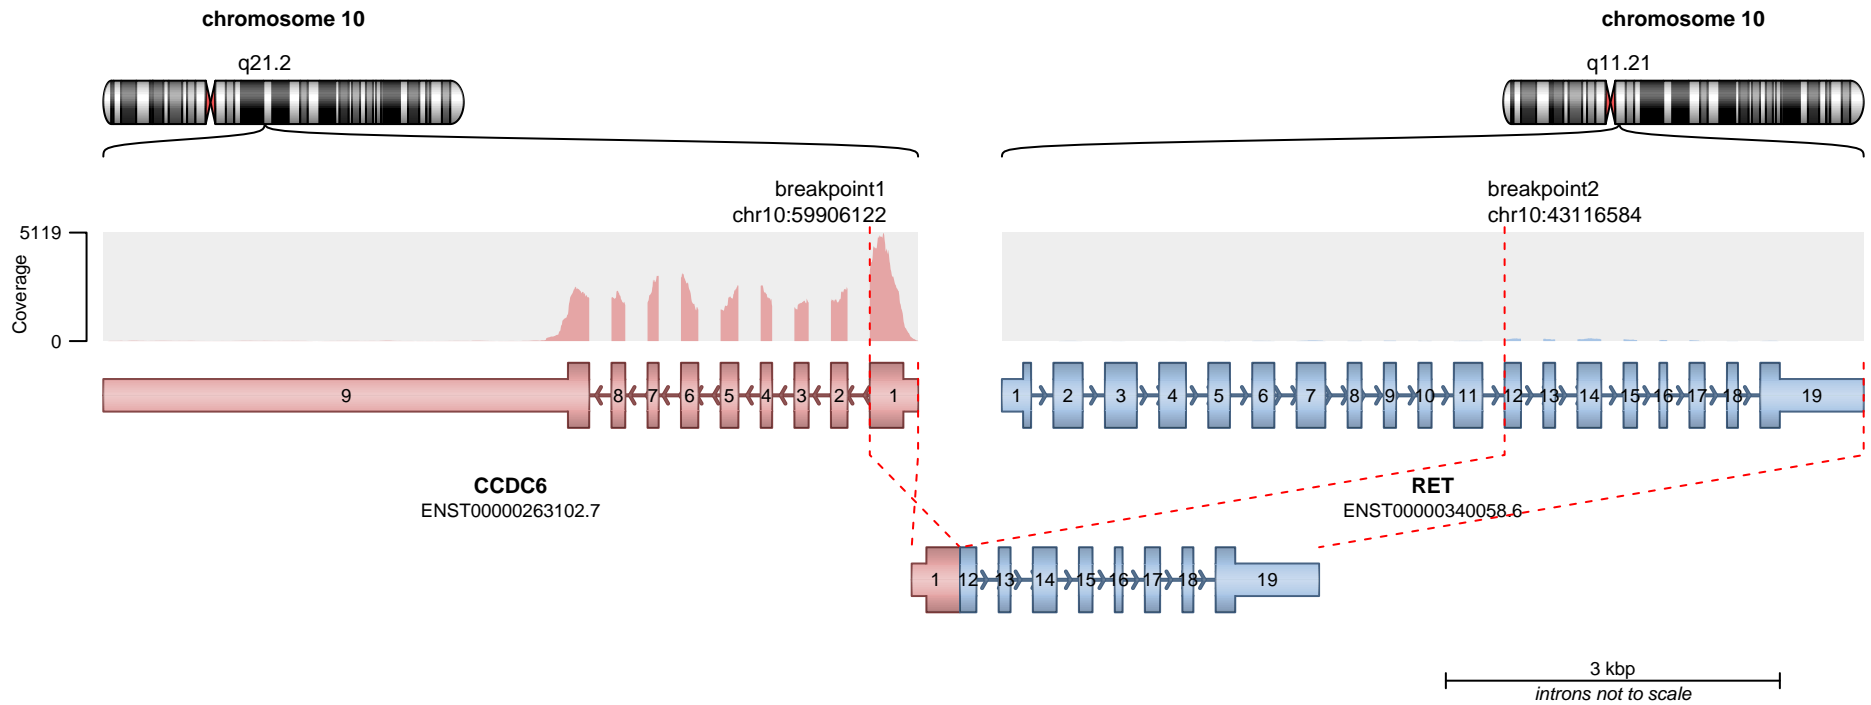 chromosome 10
chromosome 10
q21.2
q11.21
breakpoint1
chr10:59906122
breakpoint2
chr10:43116584
5119
Coverage
0
9 8 7 6 5 4 3 2 1
1 2 3 4 5 6 7 8 9 10 11 12 13 14 15 16 17 18 19
CCDC6
ENST00000263102.7
RET
ENST00000340058.6
1 12 13 14 15 16 17 18 19
3 kbp
introns not to scale